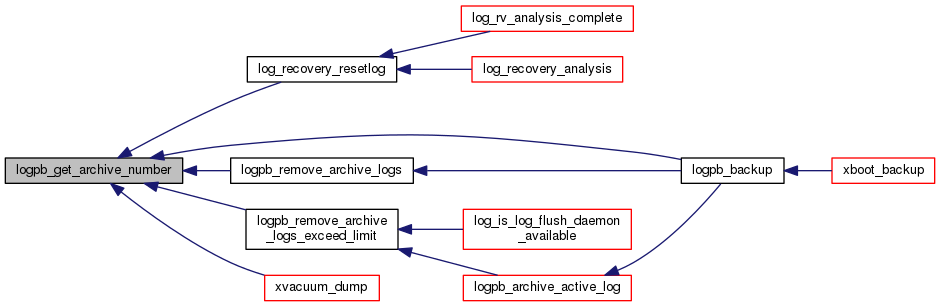 log_rv_analysis_complete
log_recovery_resetlog
log_recovery_analysis
logpb_get_archive_number
logpb_remove_archive_logs
logpb_backup
xboot_backup
logpb_remove_archive
_logs_exceed_limit
log_is_log_flush_daemon
_available
xvacuum_dump
logpb_archive_active_log